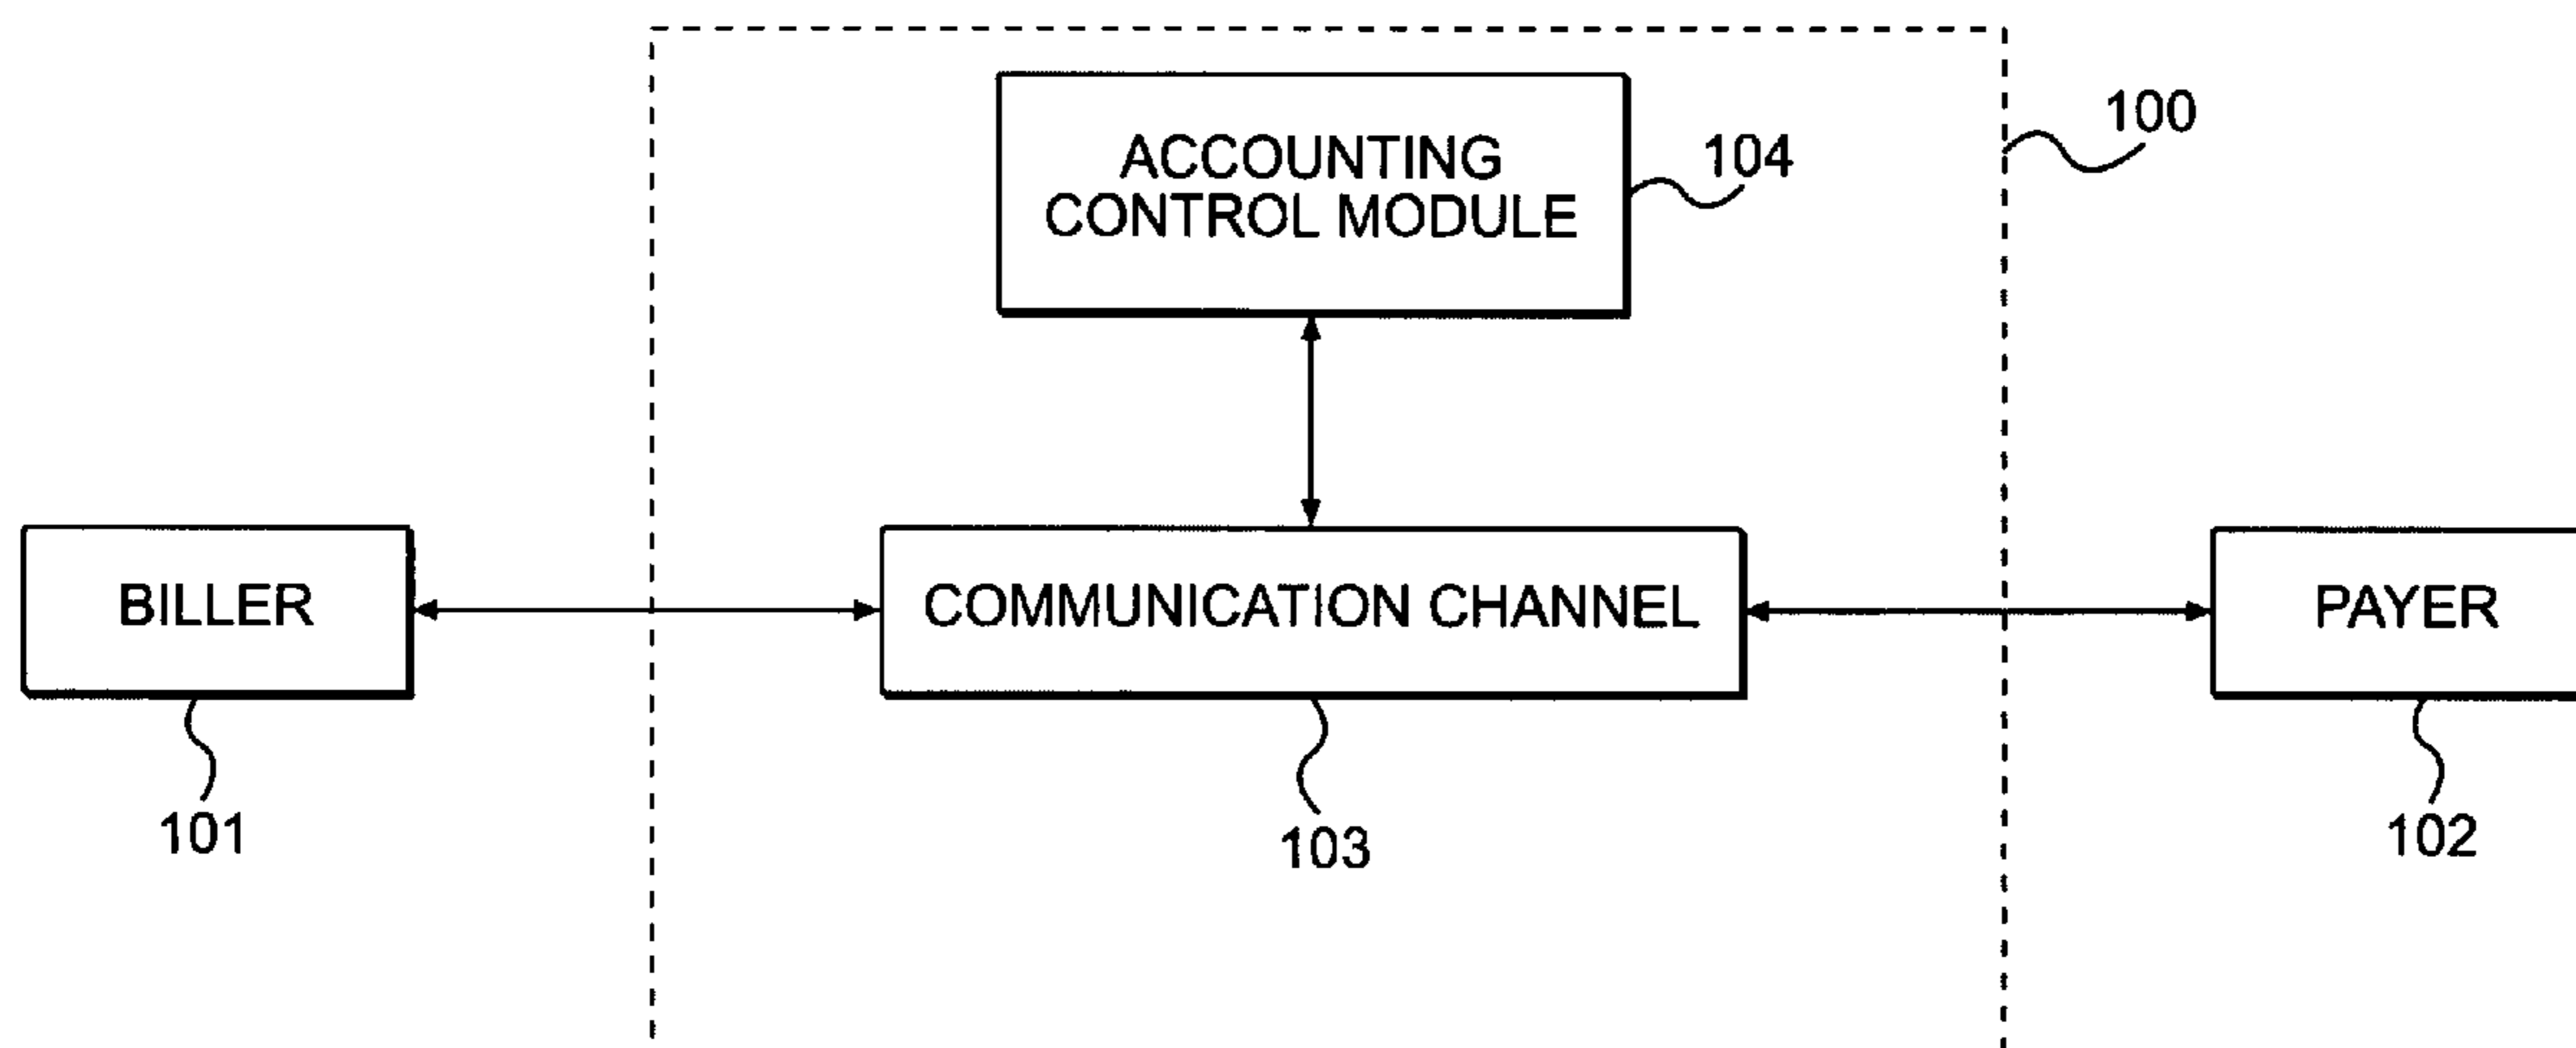 100
ACCOUNTING
CONTROL MODULE
104
BILLER
COMMUNICATION CHANNEL
PAYER
101
103
102